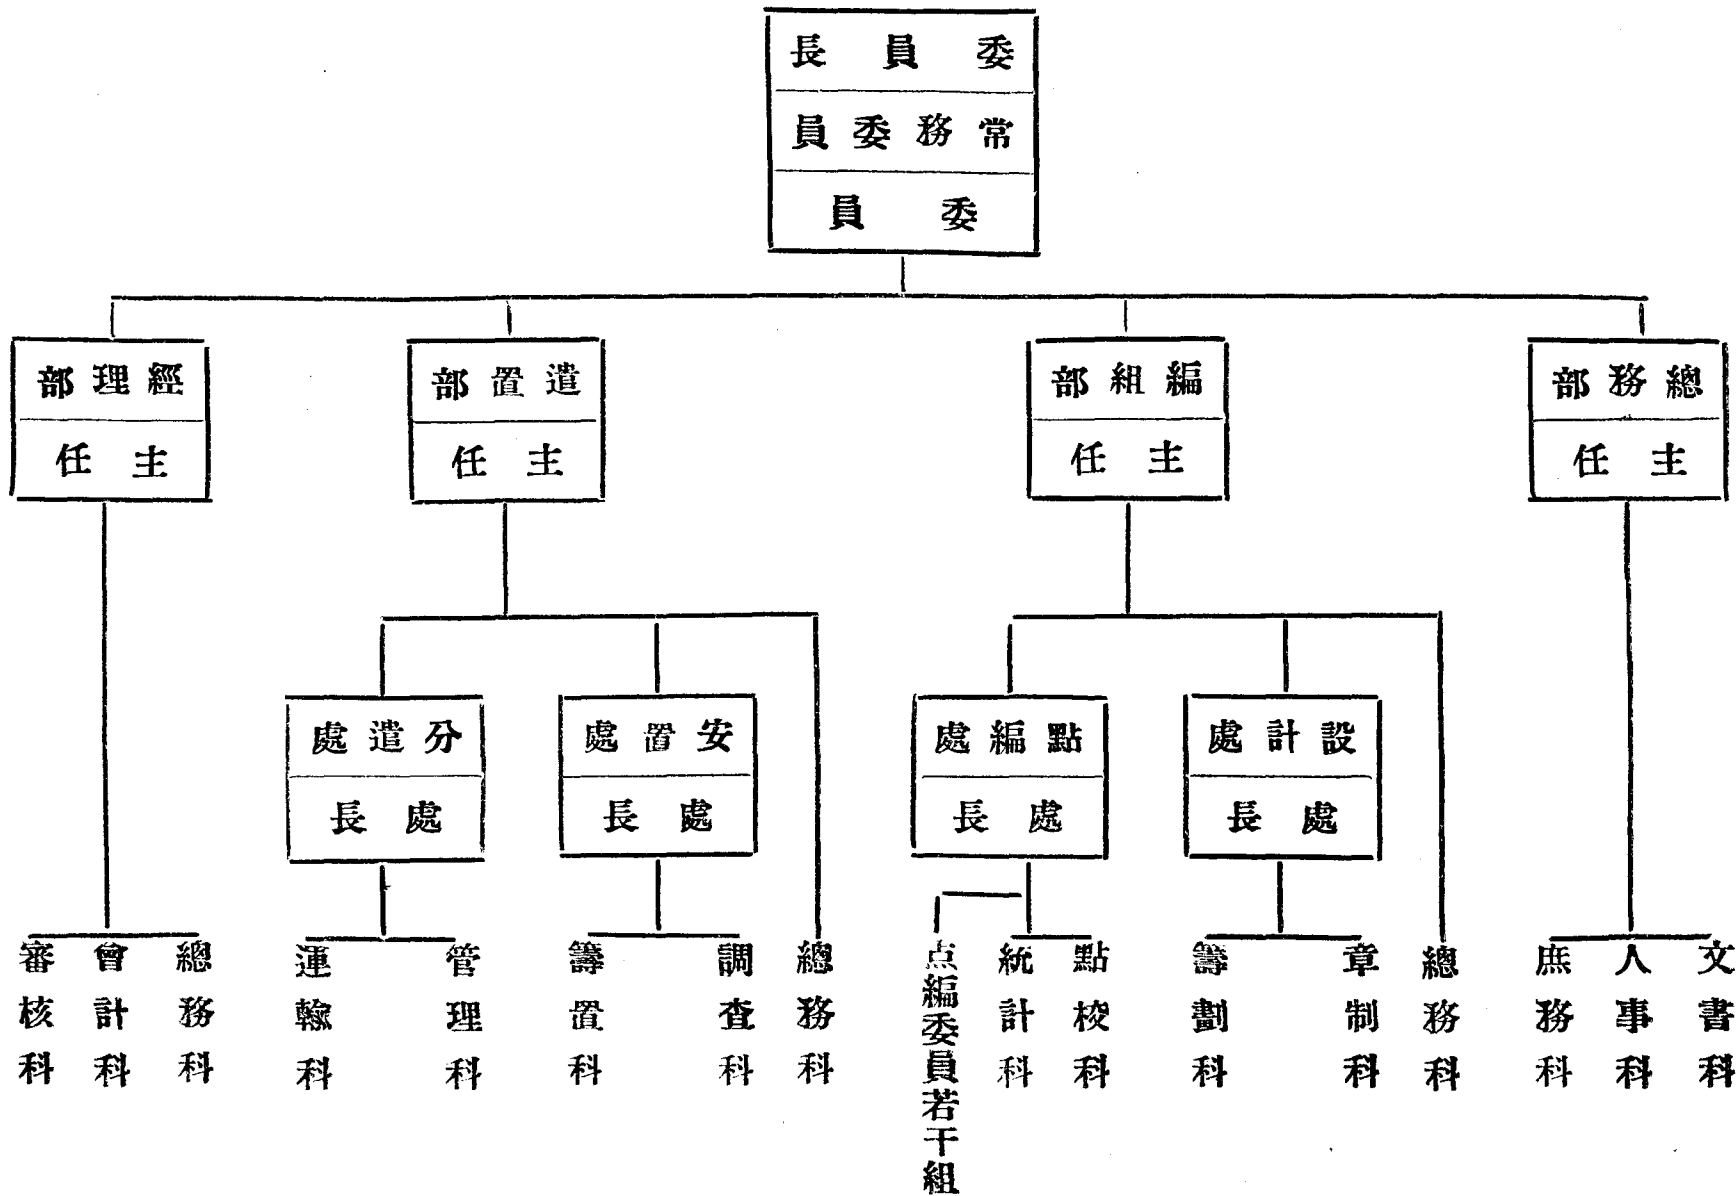 委員長
常務委員
委員
總務部
主任
編組部
主任
遣置部
主任
經理部
主任
設計處
處長
點編處
處長
安置處
處長
分遣處
處長
文書科
人事科
庶務科
總務科
章制科
籌劃科
點校科
統計科
点編委員若干組
總務科
調查科
籌置科
管理科
運輸科
總務科
會計科
審核科